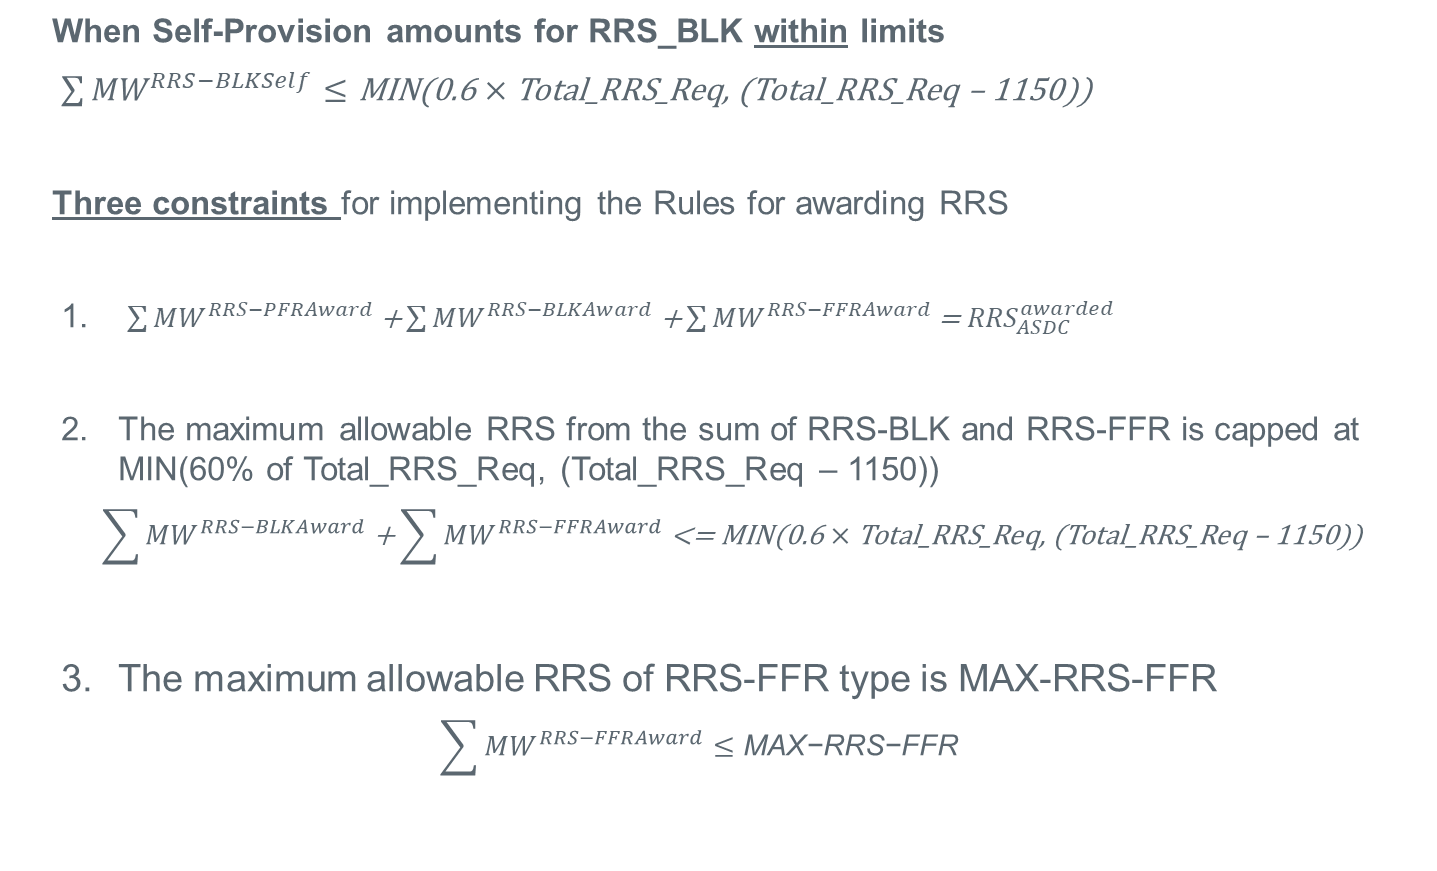 When Self-Provision amounts for RRS_BLK within limits
∑ MW^RRS−BLKSelf ≤ MIN(0.6 × Total_RRS_Req, (Total_RRS_Req – 1150))
Three constraints for implementing the Rules for awarding RRS
1. ∑ MW^RRS−PFRAward +∑ MW^RRS−BLKAward +∑ MW^RRS−FFRAward = RRS_ASDC^awarded
2. The maximum allowable RRS from the sum of RRS-BLK and RRS-FFR is capped at
MIN(60% of Total_RRS_Req, (Total_RRS_Req – 1150))
∑ MW^RRS−BLKAward +∑ MW^RRS−FFRAward <= MIN(0.6 × Total_RRS_Req, (Total_RRS_Req – 1150))
3. The maximum allowable RRS of RRS-FFR type is MAX-RRS-FFR
∑ MW^RRS−FFRAward ≤ MAX−RRS−FFR